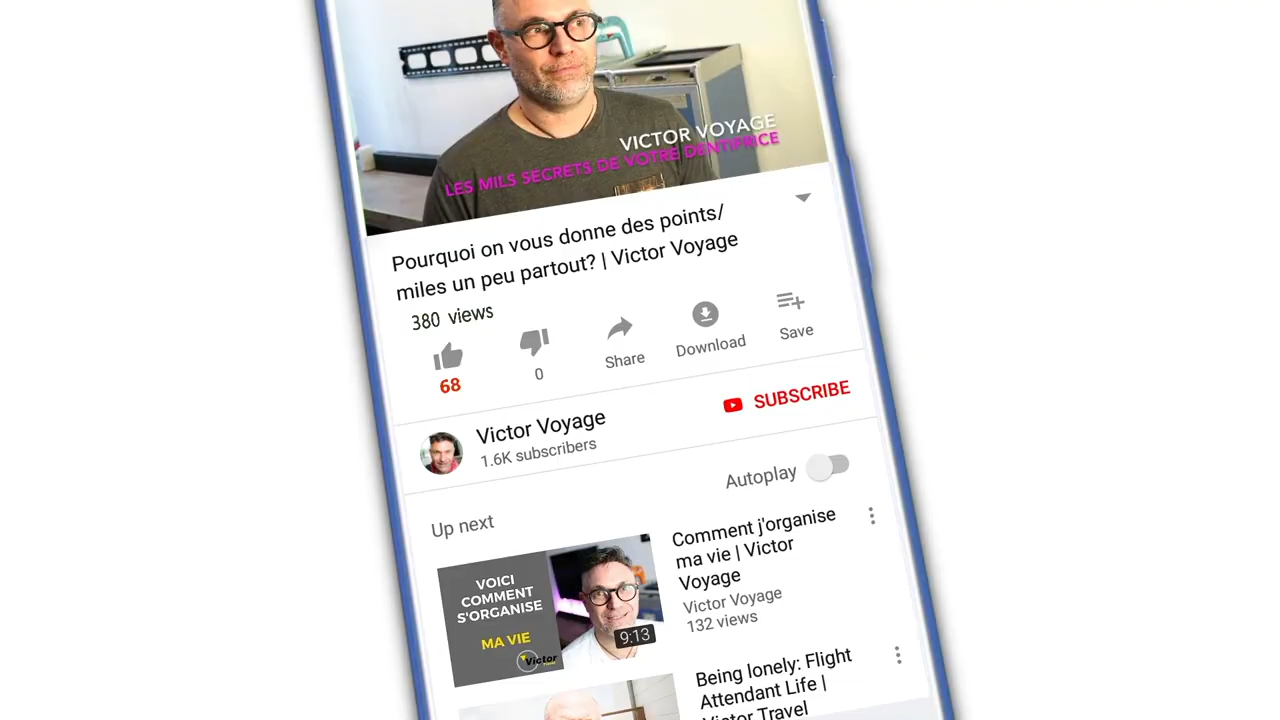 VICTOR VOYAGE
LES MILS SECRETS DE VOTRE DENTIFRICE
Pourquoi on vous donne des points/
miles un peu partout? | Victor Voyage
380 views
68
0
Share
Download
Save
Victor Voyage
1.6K subscribers
SUBSCRIBE
Autoplay
Up next
VOICI
COMMENT
S'ORGANISE
MA VIE
Victor
9:13
Comment j'organise
ma vie | Victor
Voyage
Victor Voyage
132 views
Being lonely: Flight
Attendant Life |
Victor Travel